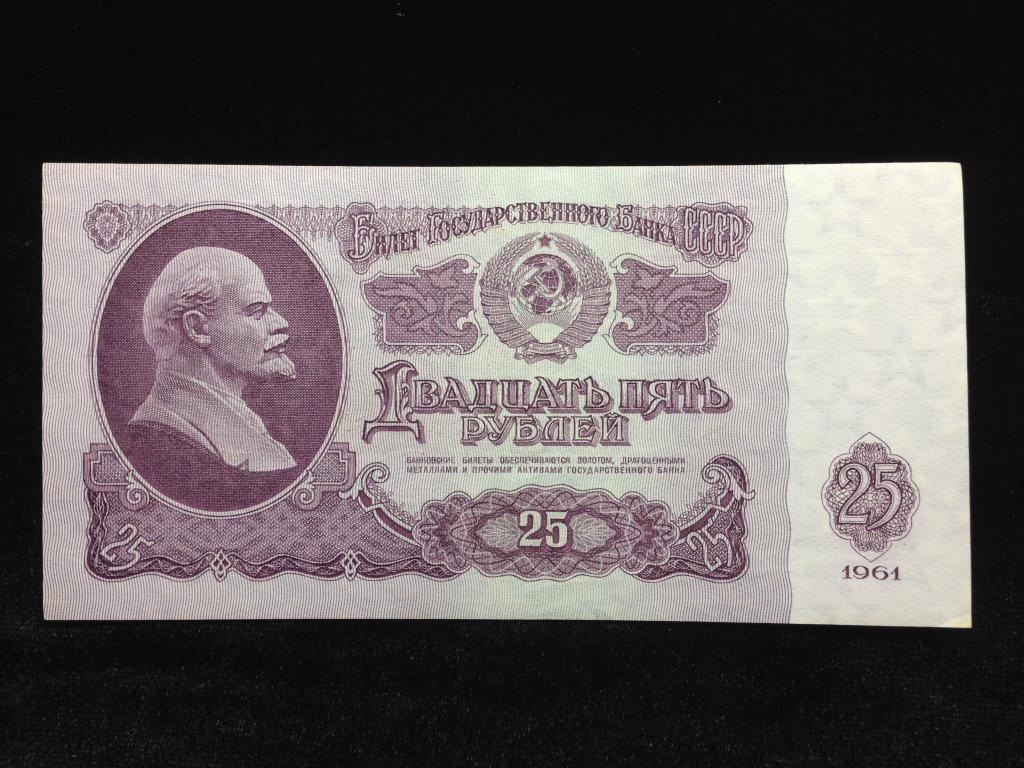 Билет Государственного Банка СССР
Двадцать пять
рублей
БАНКОВСКИЕ БИЛЕТЫ ОБЕСПЕЧИВАЮТСЯ ЗОЛОТОМ, ДРАГОЦЕННЫМИ
МЕТАЛЛАМИ И ПРОЧИМИ АКТИВАМИ ГОСУДАРСТВЕННОГО БАНКА
25
25
25
25
1961